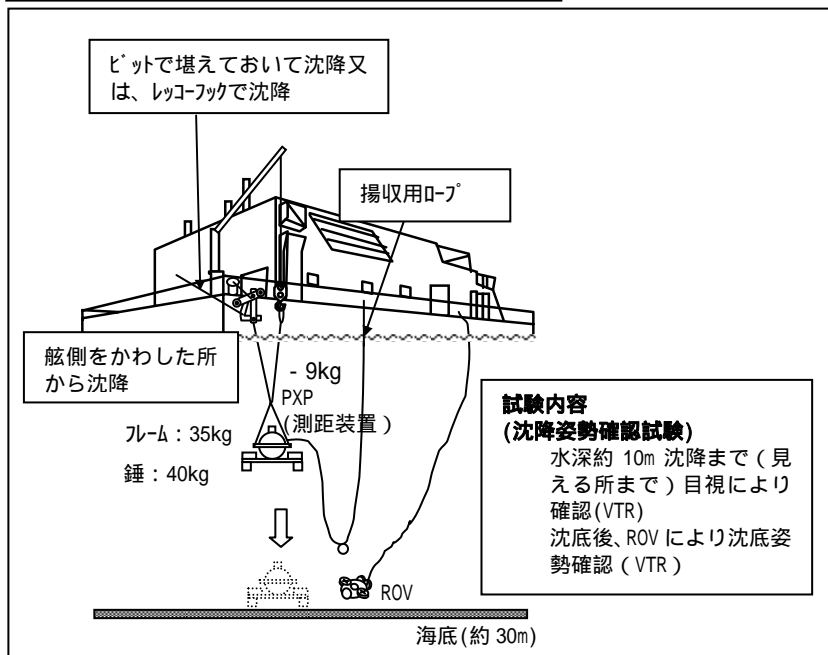 ﾋﾞｯﾄで堪えておいて沈降又
は、ﾚｯｺｰﾌｯｸで沈降
揚収用ﾛｰﾌﾟ
舷側をかわした所
から沈降
- 9kg
PXP
(測距装置)
ﾌﾚｰﾑ：35kg
錘：40kg
試験内容
(沈降姿勢確認試験)
水深約 10m 沈降まで（見
える所まで）目視により
確認(VTR)
沈底後、ROV により沈底姿
勢確認（VTR）
ROV
海底(約 30m)